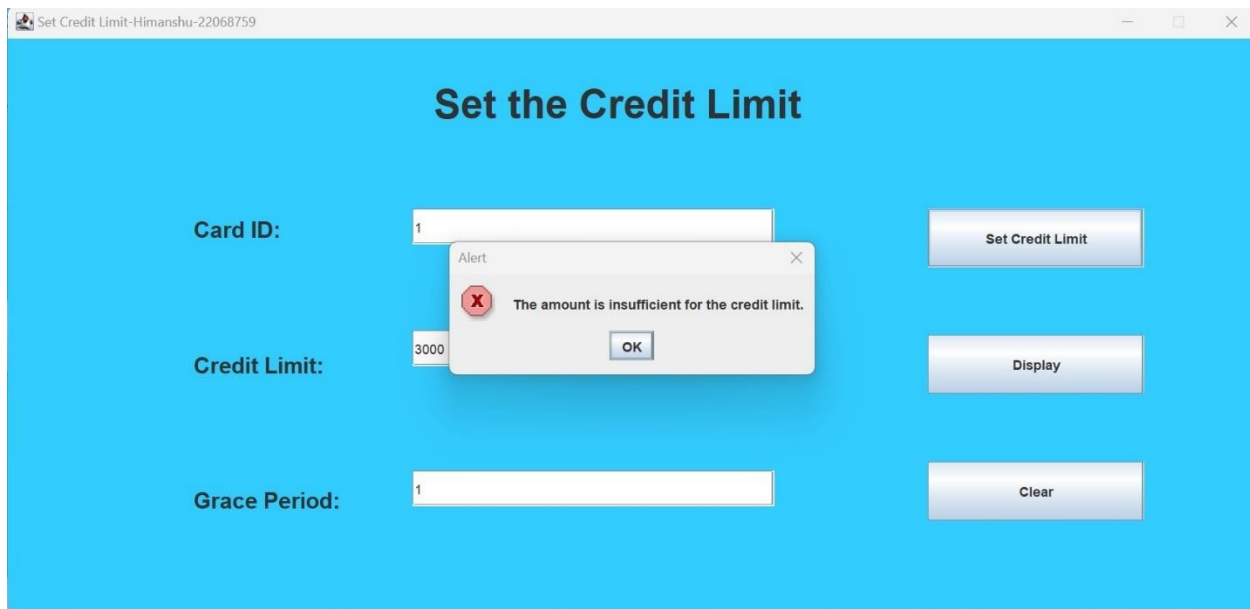 Set Credit Limit-Himanshu-22068759
Set the Credit Limit
Card ID:
1
Set Credit Limit
Alert
X
The amount is insufficient for the credit limit.
OK
Credit Limit:
3000
Display
Grace Period:
1
Clear